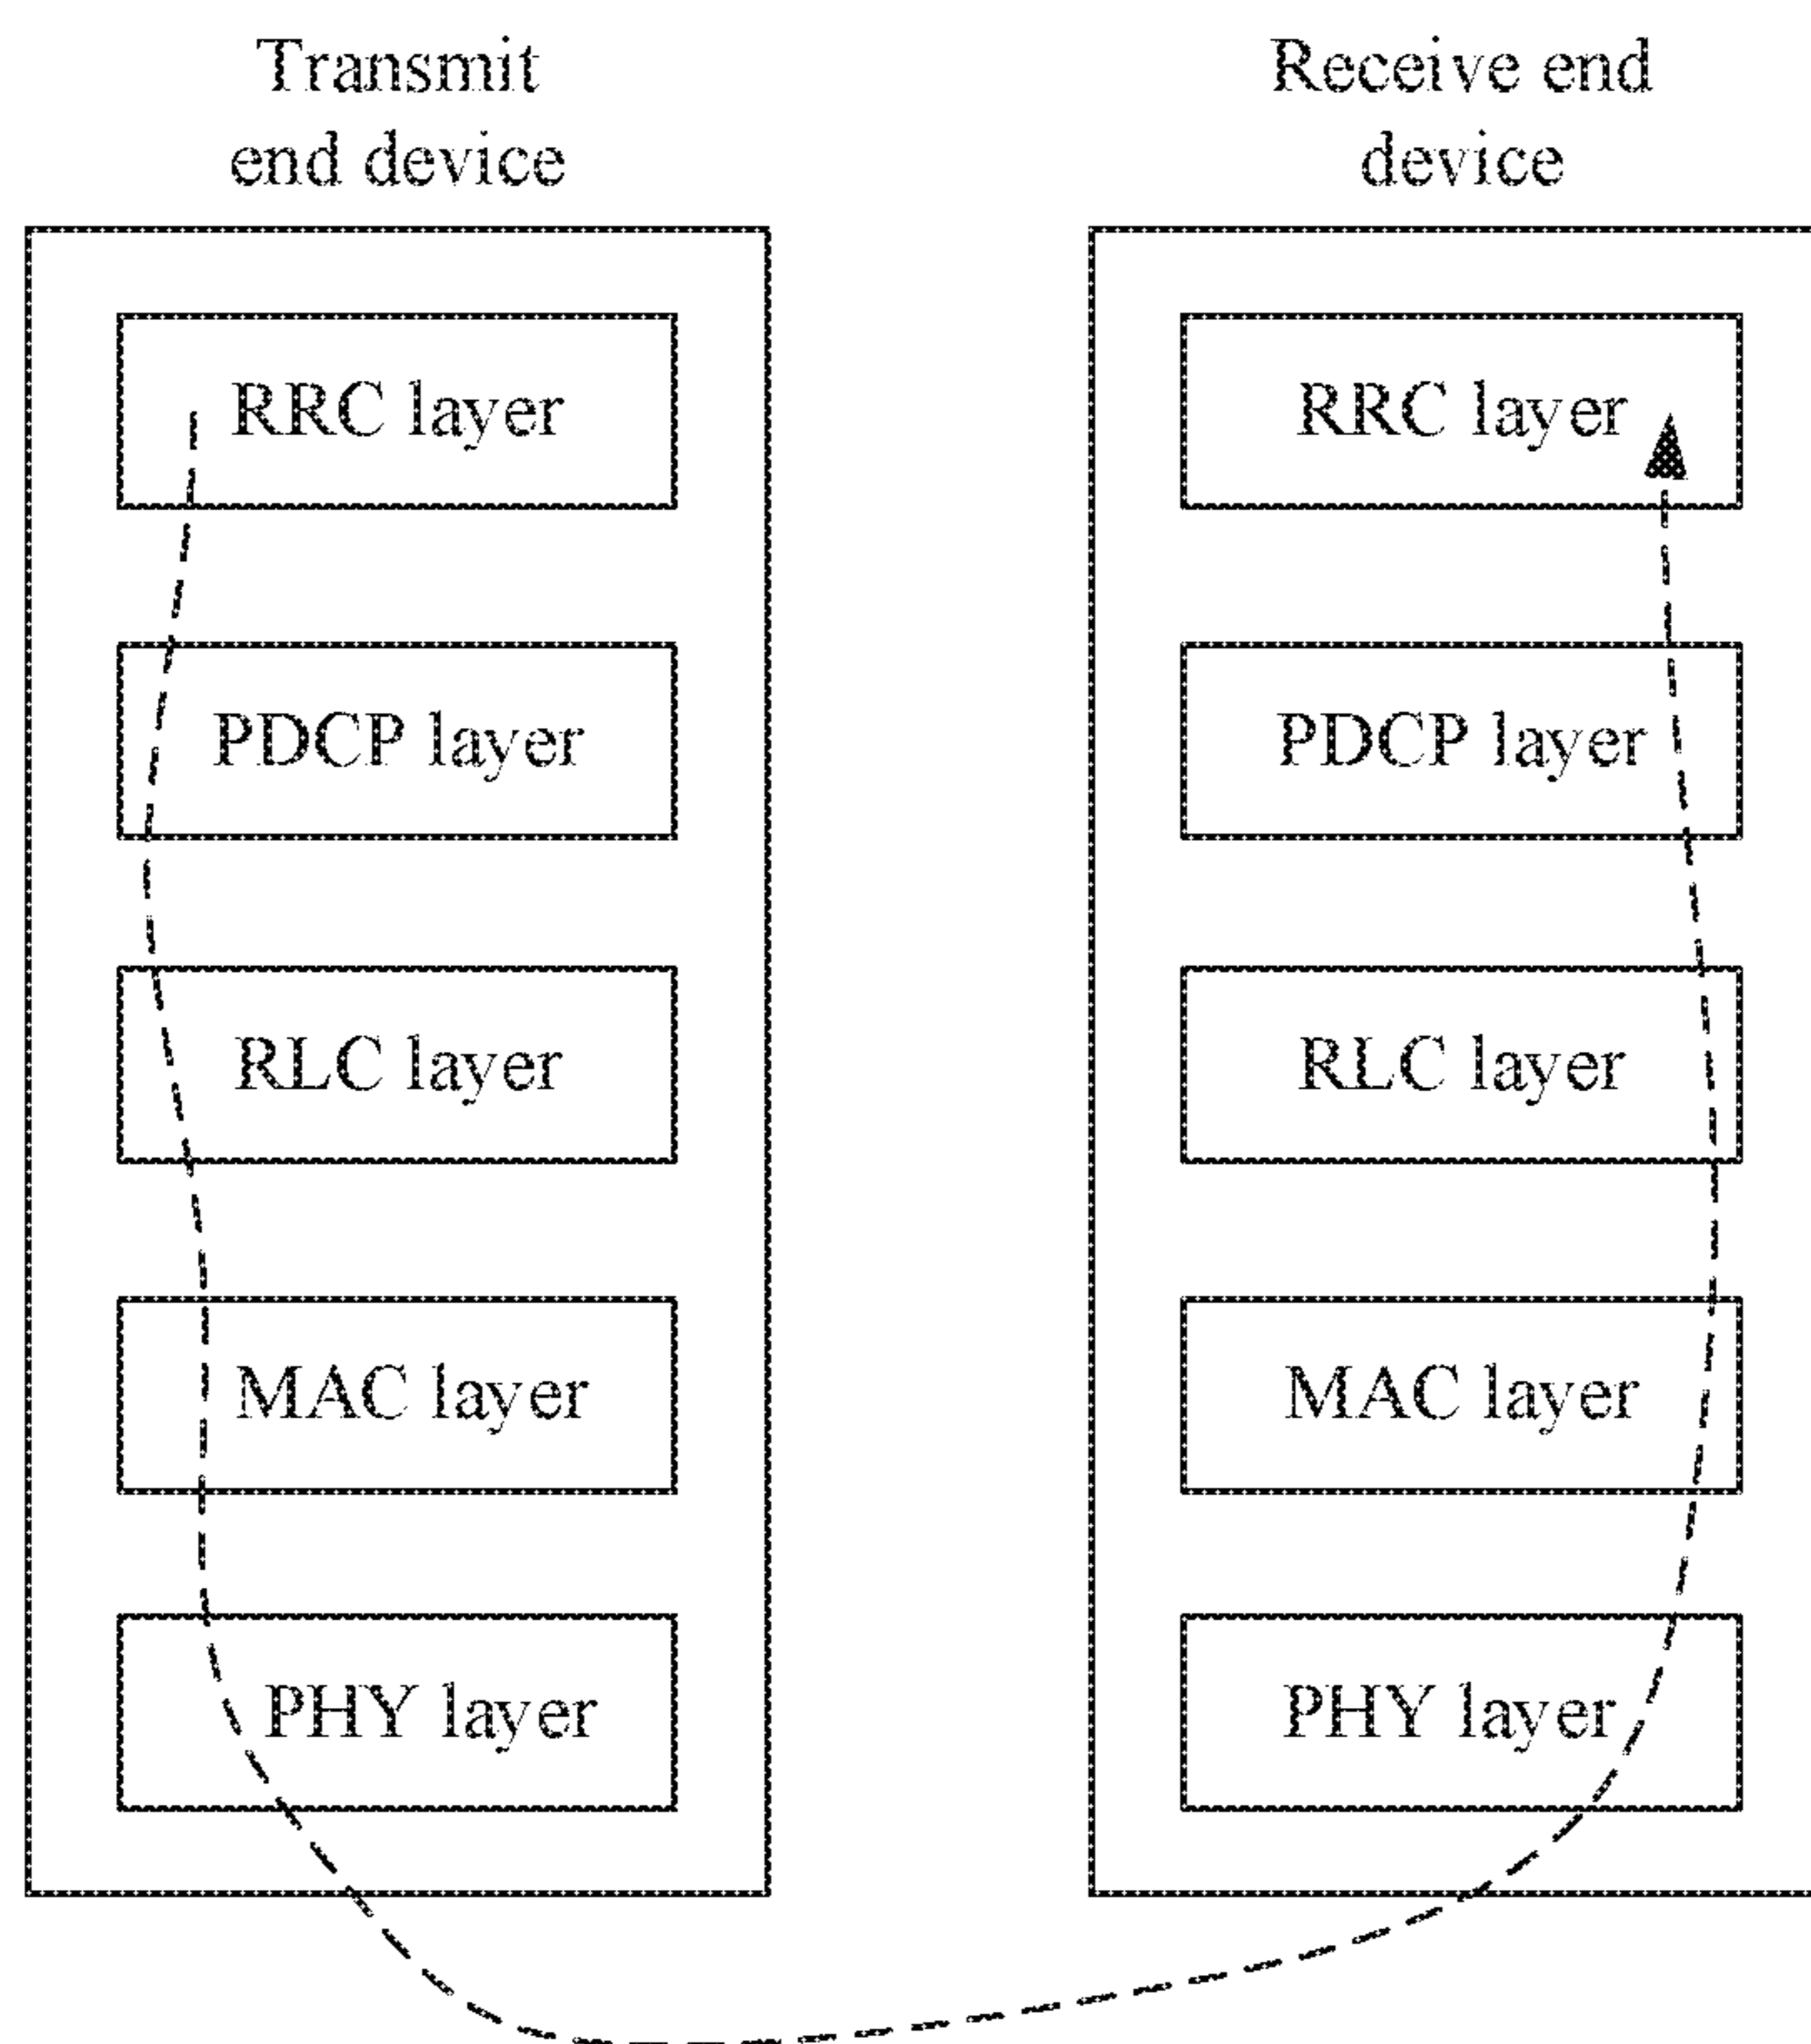 Transmit
end device
RRC layer
PDCP layer
RLC layer
MAC layer
PHY layer
Receive end
device
RRC layer
PDCP layer
RLC layer
MAC layer
PHY layer